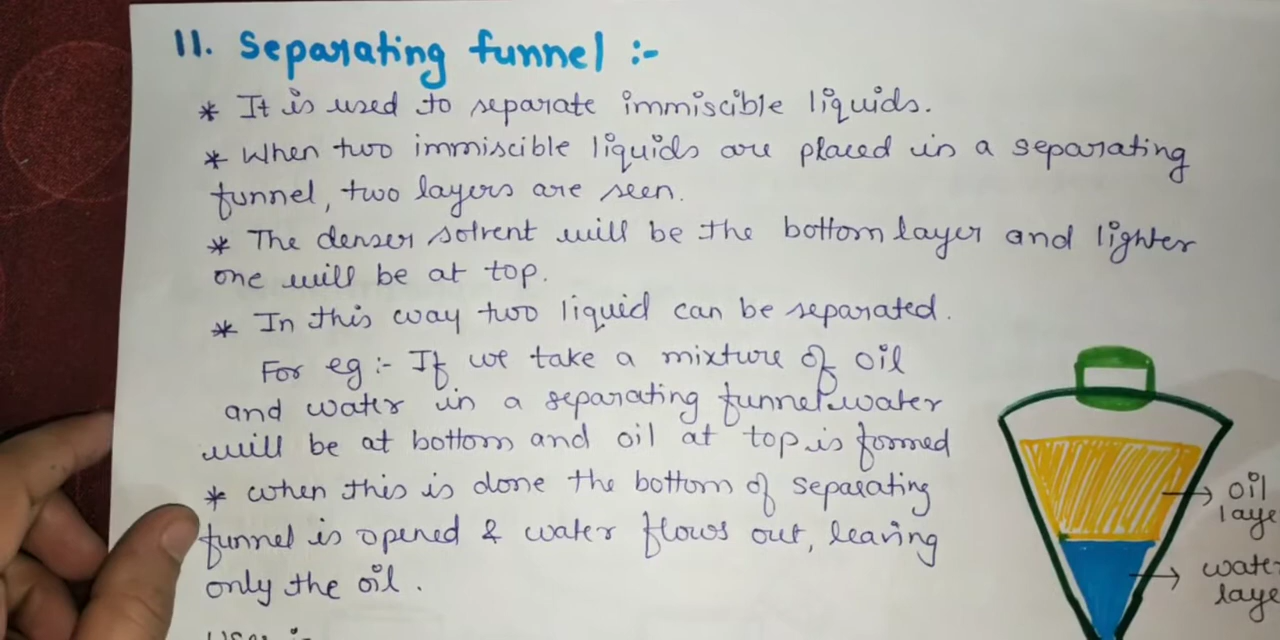 11. Separating funnel :-
* It is used to separate immiscible liquids.
* When two immiscible liquids are placed in a separating
funnel, two layers are seen.
* The denser solvent will be the bottom layer and lighter
one will be at top.
* In this way two liquid can be separated.
For eg :- If we take a mixture of oil
and water in a separating funnel water
will be at bottom and oil at top is formed
* when this is done the bottom of separating
funnel is opened & water flows out, leaving
only the oil.
oil
laye
wate
laye